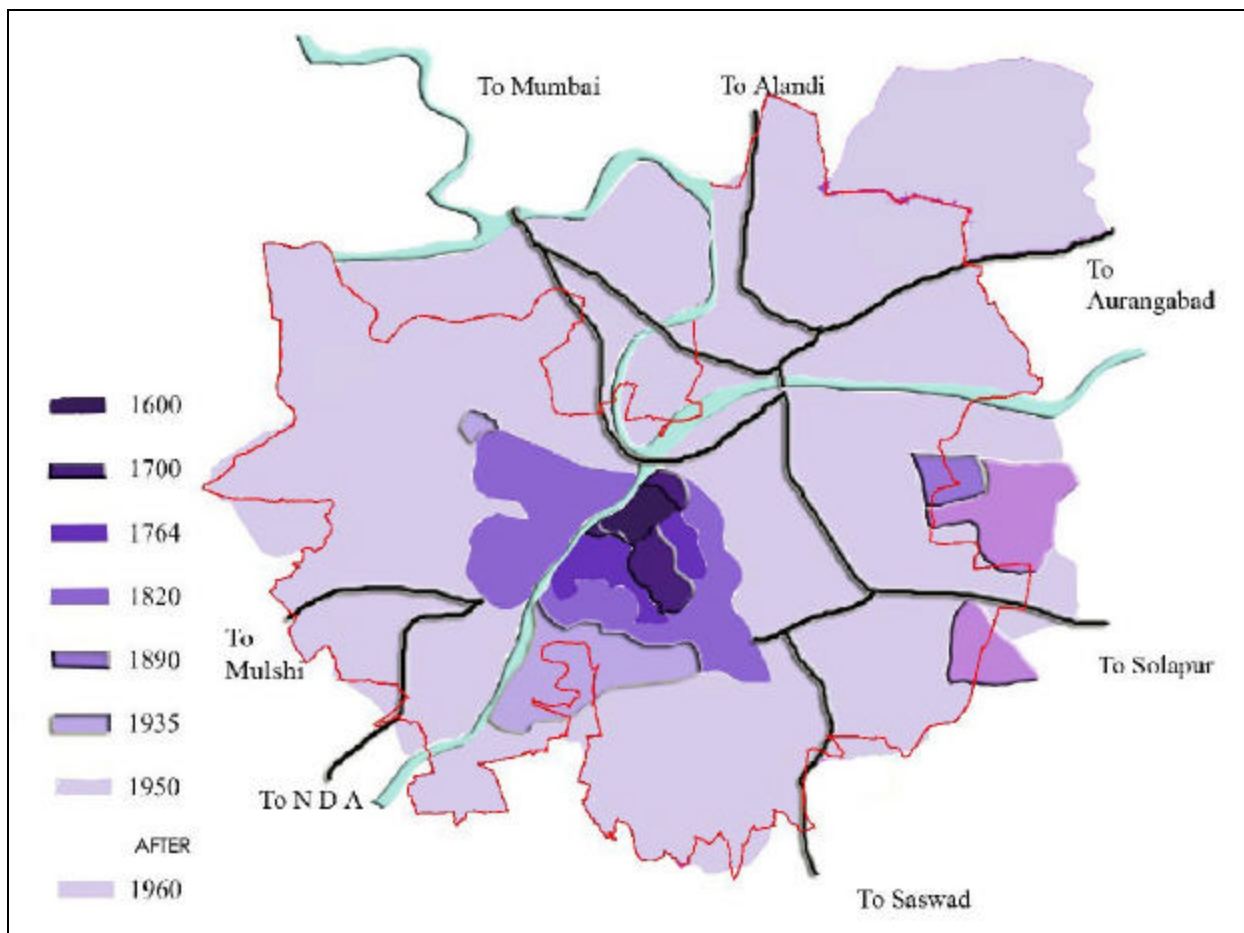 To Mumbai
To Alandi
To
Aurangabad
1600
1700
1764
1820
1890
1935
1950
AFTER
1960
To
Mulshi
To Solapur
To N D A
To Saswad